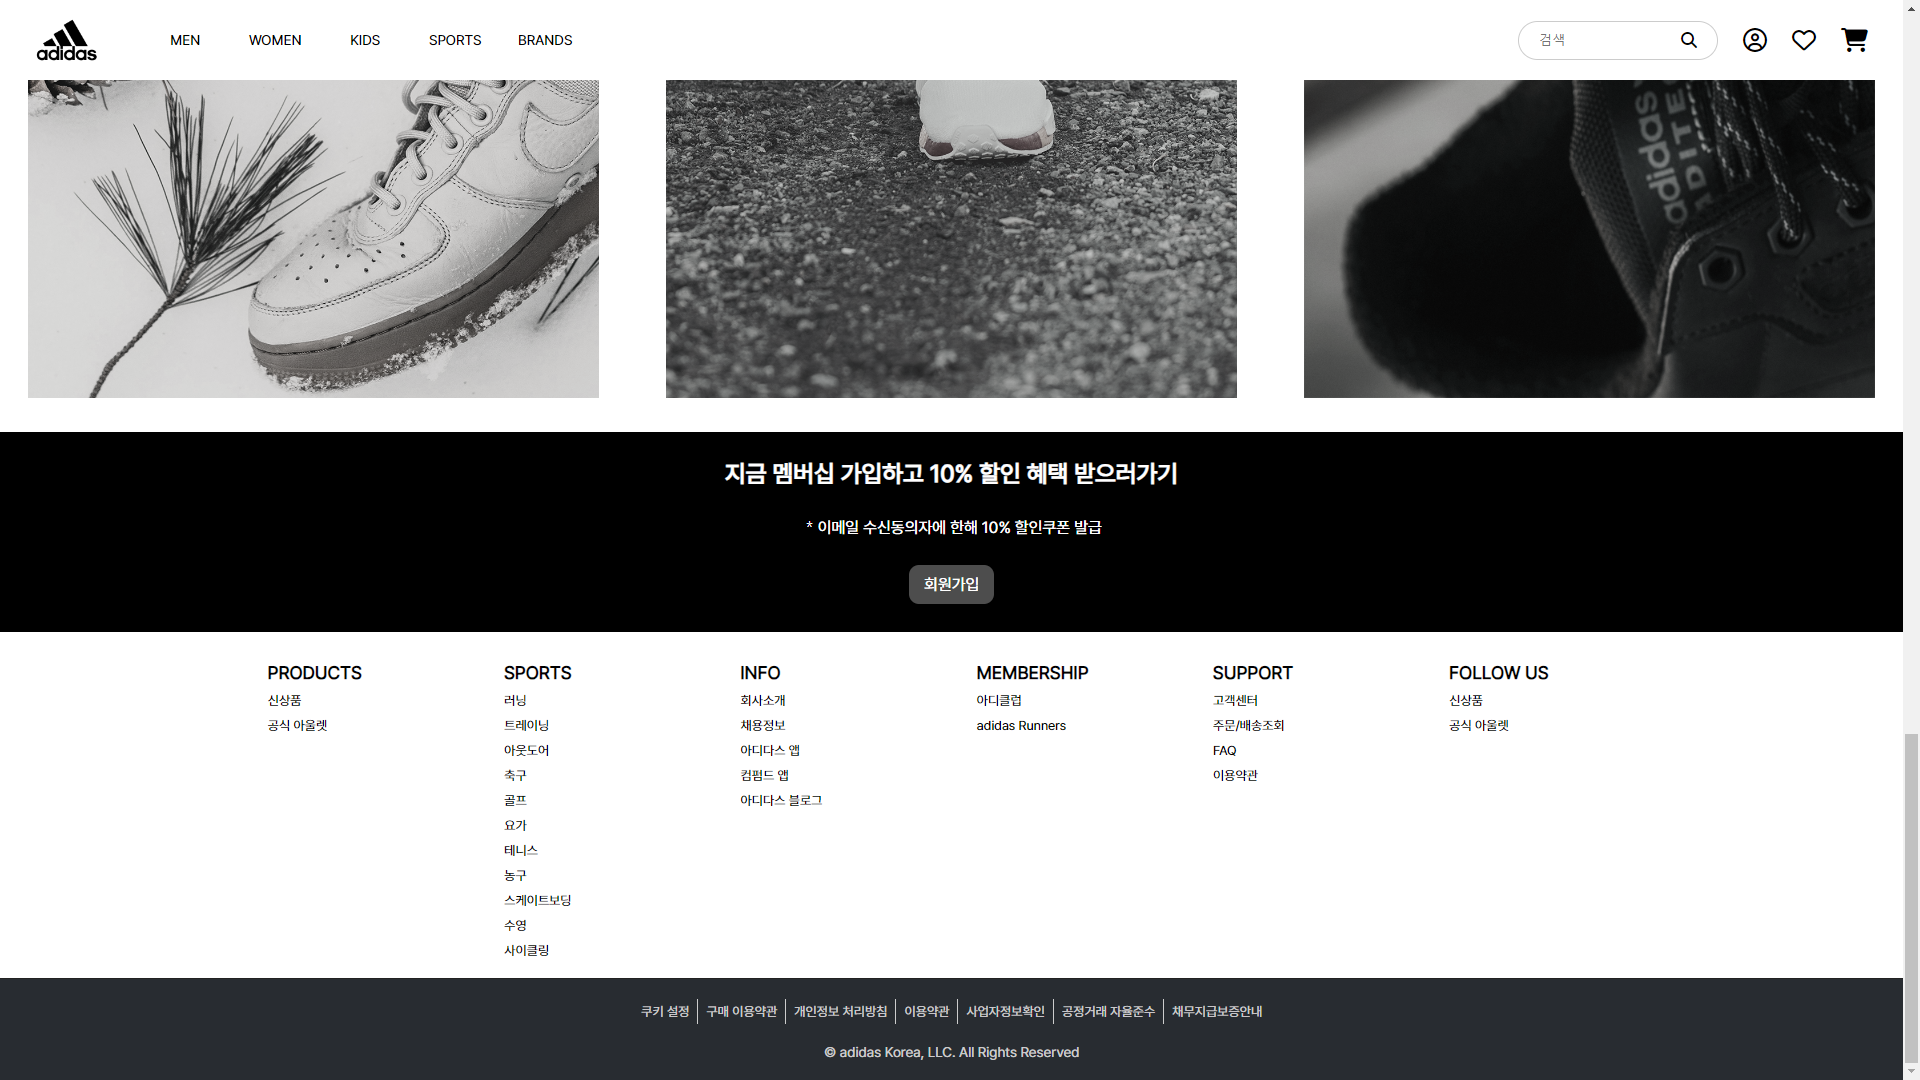 adidas
MEN
WOMEN
KIDS
SPORTS
BRANDS
검색
adidas
지금 멤버십 가입하고 10% 할인 혜택 받으러가기
* 이메일 수신동의자에 한해 10% 할인쿠폰 발급
회원가입
PRODUCTS
신상품
공식 아울렛
SPORTS
러닝
트레이닝
아웃도어
축구
골프
요가
테니스
농구
스케이트보딩
수영
사이클링
INFO
회사소개
채용정보
아디다스 앱
컴펌드 앱
아디다스 블로그
MEMBERSHIP
아디클럽
adidas Runners
SUPPORT
고객센터
주문/배송조회
FAQ
이용약관
FOLLOW US
신상품
공식 아울렛
쿠키 설정
구매 이용약관
개인정보 처리방침
이용약관
사업자정보확인
공정거래 자율준수
채무지급보증안내
© adidas Korea, LLC. All Rights Reserved